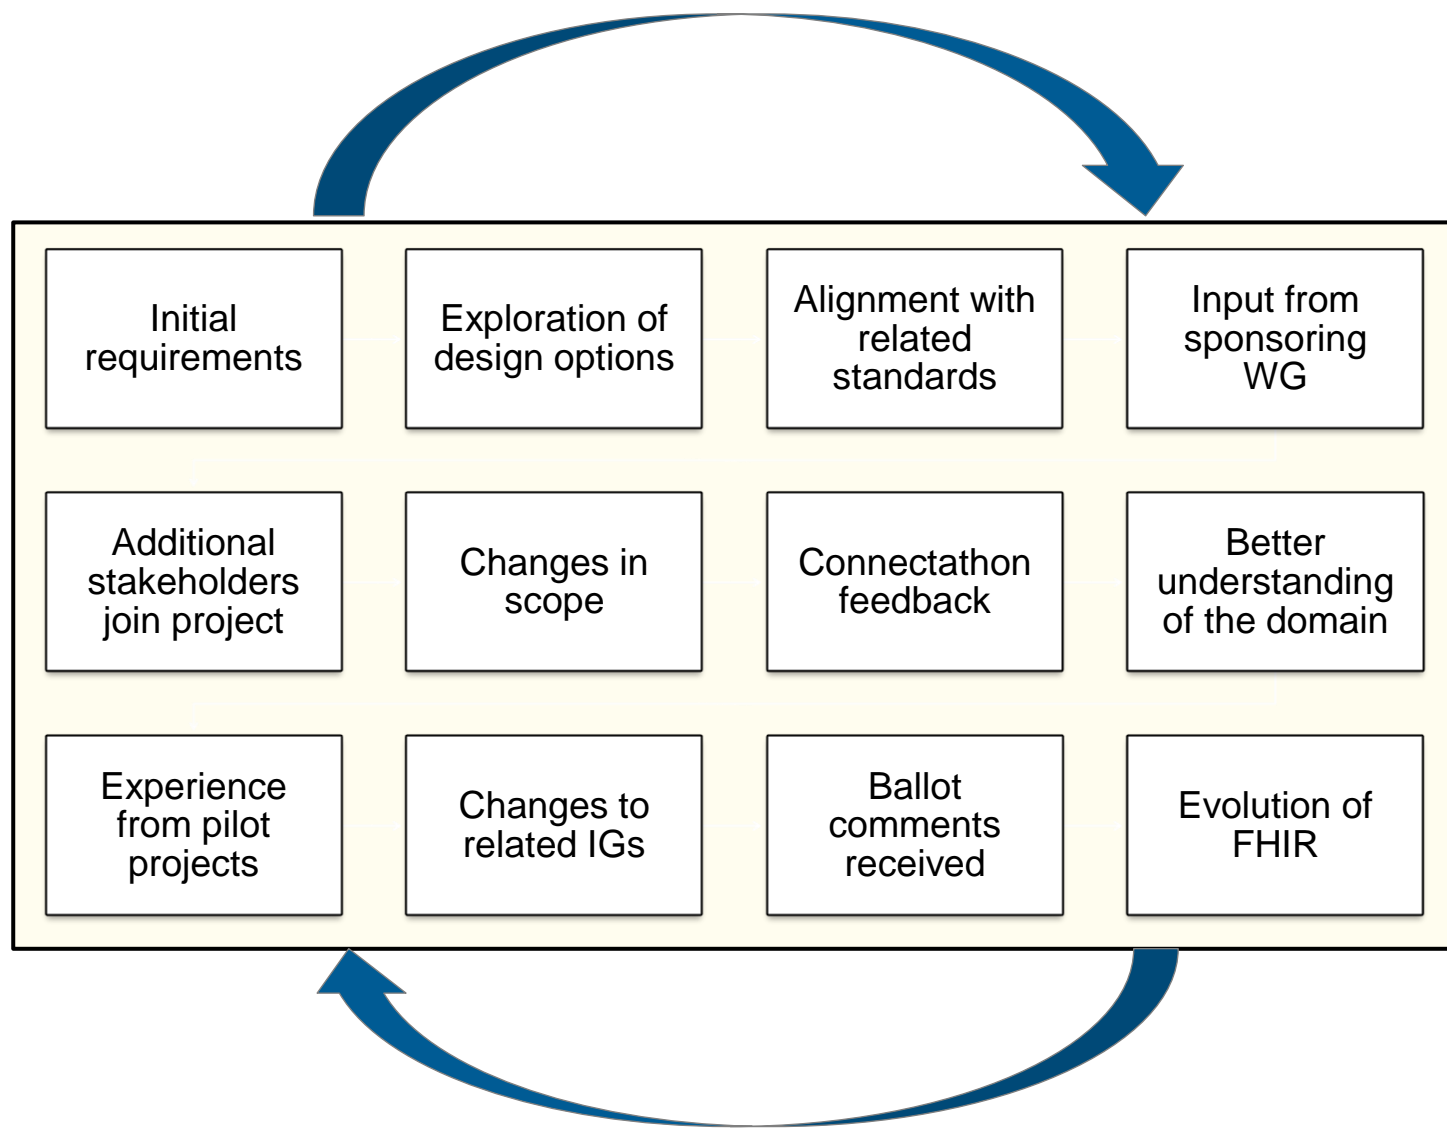 Initial
requirements
Exploration of
design options
Alignment with
related
standards
Input from
sponsoring
WG
Additional
stakeholders
join project
Changes in
scope
Connectathon
feedback
Better
understanding
of the domain
Experience
from pilot
projects
Changes to
related IGs
Ballot
comments
received
Evolution of
FHIR